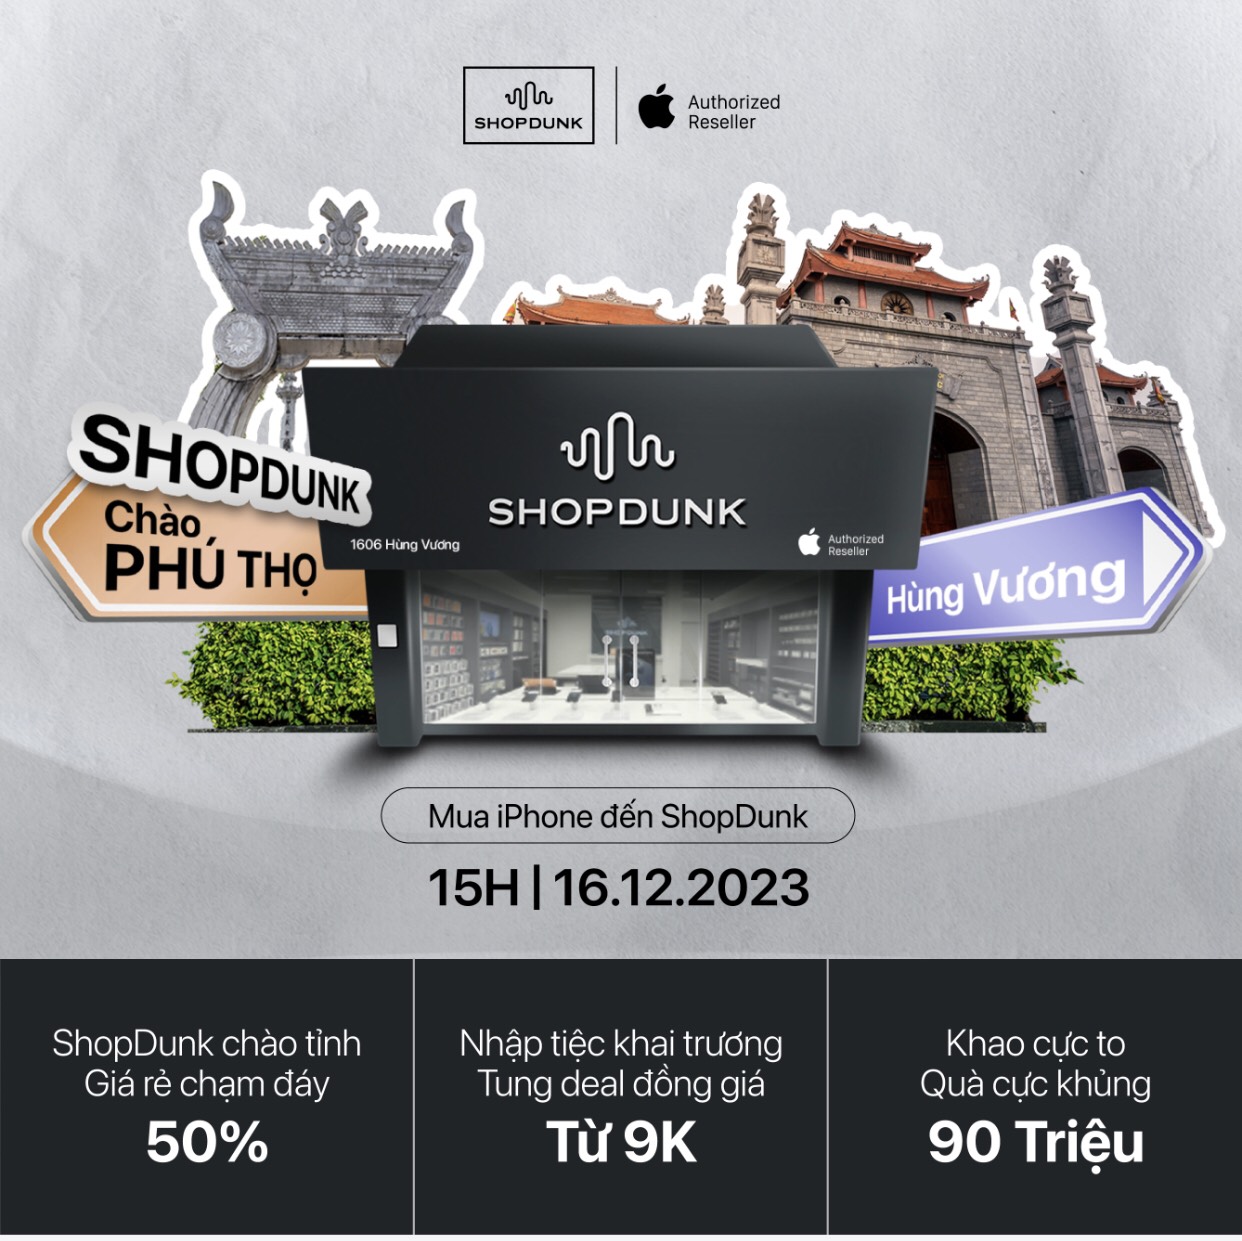 SHOPDUNK
Authorized
Reseller
SHOPDUNK
Chào
PHÚ THỌ
SHOPDUNK
1606 Hùng Vương
Authorized
Reseller
Hùng Vương
Mua iPhone đến ShopDunk
15H | 16.12.2023
ShopDunk chào tỉnh
Giá rẻ chạm đáy
50%
Nhập tiệc khai trương
Tung deal đồng giá
Từ 9K
Khao cực to
Quà cực khủng
90 Triệu